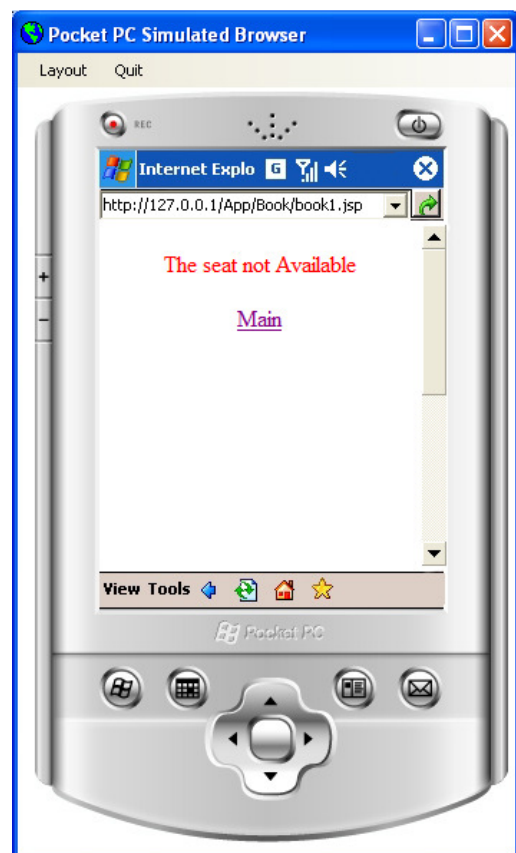 Pocket PC Simulated Browser
Layout Quit
REC
Internet Explo G
http://127.0.0.1/App/Book/book1.jsp
The seat not Available
Main
+
-
View Tools
Pocket PC